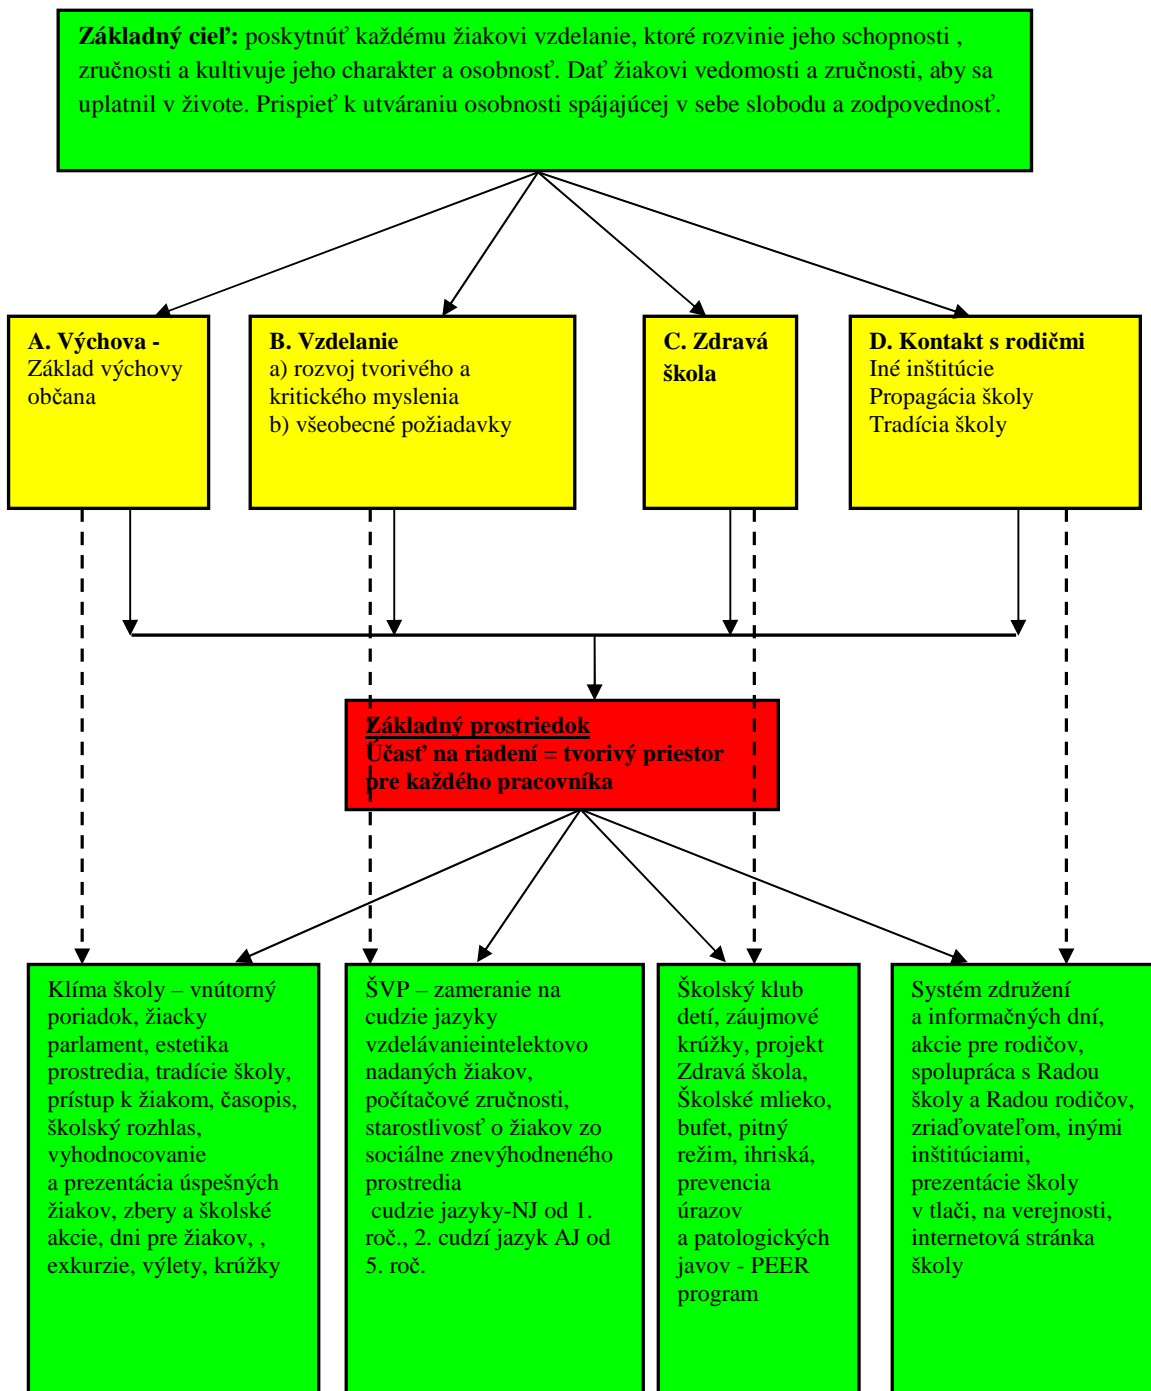 Základný cieľ: poskytnúť každému žiakovi vzdelanie, ktoré rozvinie jeho schopnosti ,
zručnosti a kultivuje jeho charakter a osobnosť. Dať žiakovi vedomosti a zručnosti, aby sa
uplatnil v živote. Prispieť k utváraniu osobnosti spájajúcej v sebe slobodu a zodpovednosť.
A. Výchova -
Základ výchovy
občana
B. Vzdelanie
a) rozvoj tvorivého a
kritického myslenia
b) všeobecné požiadavky
C. Zdravá
škola
D. Kontakt s rodičmi
Iné inštitúcie
Propagácia školy
Tradícia školy
Základný prostriedok
Účasť na riadení = tvorivý priestor
pre každého pracovníka
Klíma školy – vnútorný
poriadok, žiacky
parlament, estetika
prostredia, tradície školy,
prístup k žiakom, časopis,
školský rozhlas,
vyhodnocovanie
a prezentácia úspešných
žiakov, zbery a školské
akcie, dni pre žiakov, ,
exkurzie, výlety, krúžky
ŠVP – zameranie na
cudzie jazyky
vzdelávanieintelektovo
nadaných žiakov,
počítačové zručnosti,
starostlivosť o žiakov zo
sociálne znevýhodneného
prostredia
cudzie jazyky-NJ od 1.
roč., 2. cudzí jazyk AJ od
5. roč.
Školský klub
detí, záujmové
krúžky, projekt
Zdravá škola,
Školské mlieko,
bufet, pitný
režim, ihriská,
prevencia
úrazov
a patologických
javov - PEER
program
Systém združení
a informačných dní,
akcie pre rodičov,
spolupráca s Radou
školy a Radou rodičov,
zriaďovateľom, inými
inštitúciami,
prezentácie školy
v tlači, na verejnosti,
internetová stránka
školy